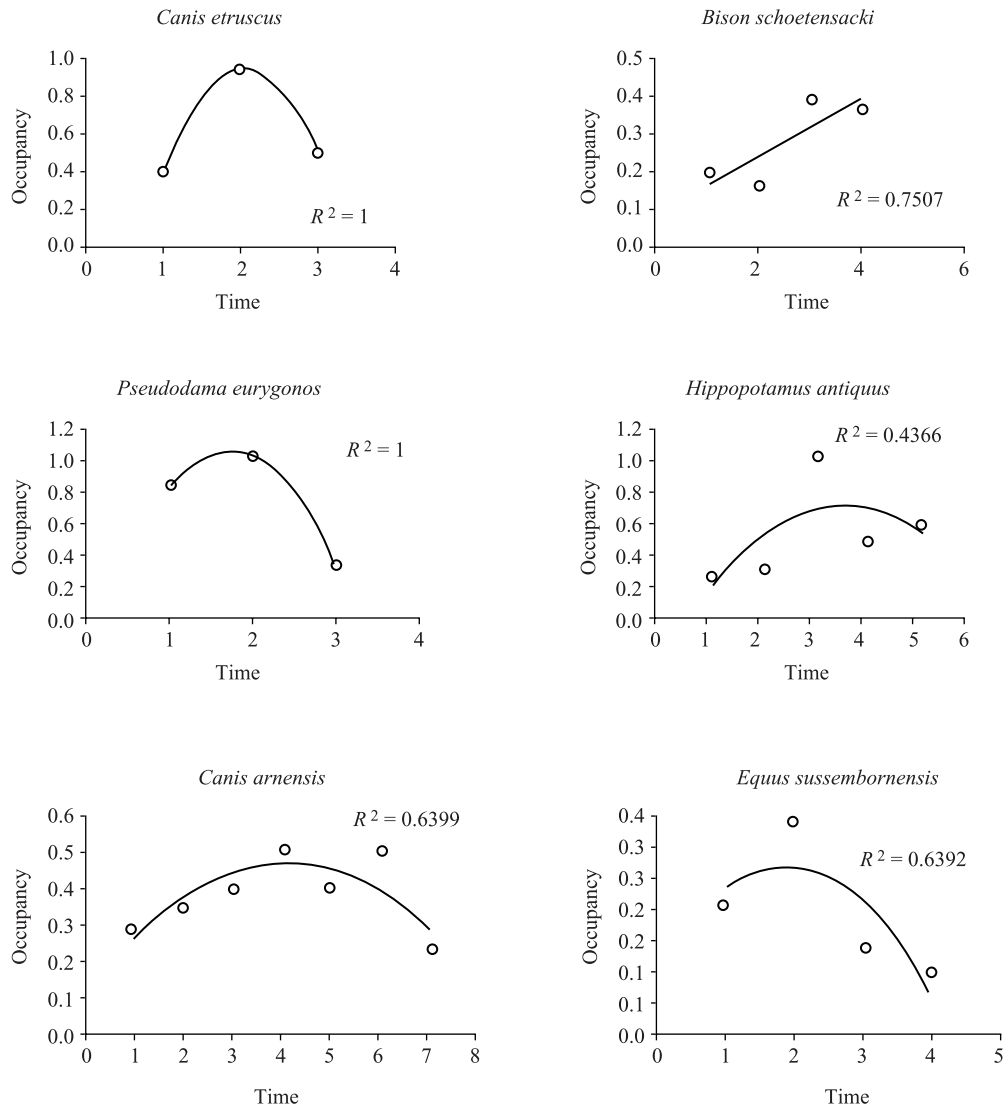 Canis etruscus
1.0
0.8
0.6
0.4
0.2
0.0
Occupancy
R² = 1
0 1 2 3 4
Time
Bison schoetensacki
0.5
0.4
0.3
0.2
0.1
0.0
Occupancy
R² = 0.7507
0 2 4 6
Time
Pseudodama eurygonos
1.2
1.0
0.8
0.6
0.4
0.2
0.0
Occupancy
R² = 1
0 1 2 3 4
Time
Hippopotamus antiquus
1.2
1.0
0.8
0.6
0.4
0.2
0.0
Occupancy
R² = 0.4366
0 1 2 3 4 5 6
Time
Canis arnensis
0.6
0.5
0.4
0.3
0.2
0.1
0.0
Occupancy
R² = 0.6399
0 1 2 3 4 5 6 7 8
Time
Equus sussembornensis
0.4
0.3
0.3
0.2
0.2
0.1
0.1
0.0
Occupancy
R² = 0.6392
0 1 2 3 4 5
Time